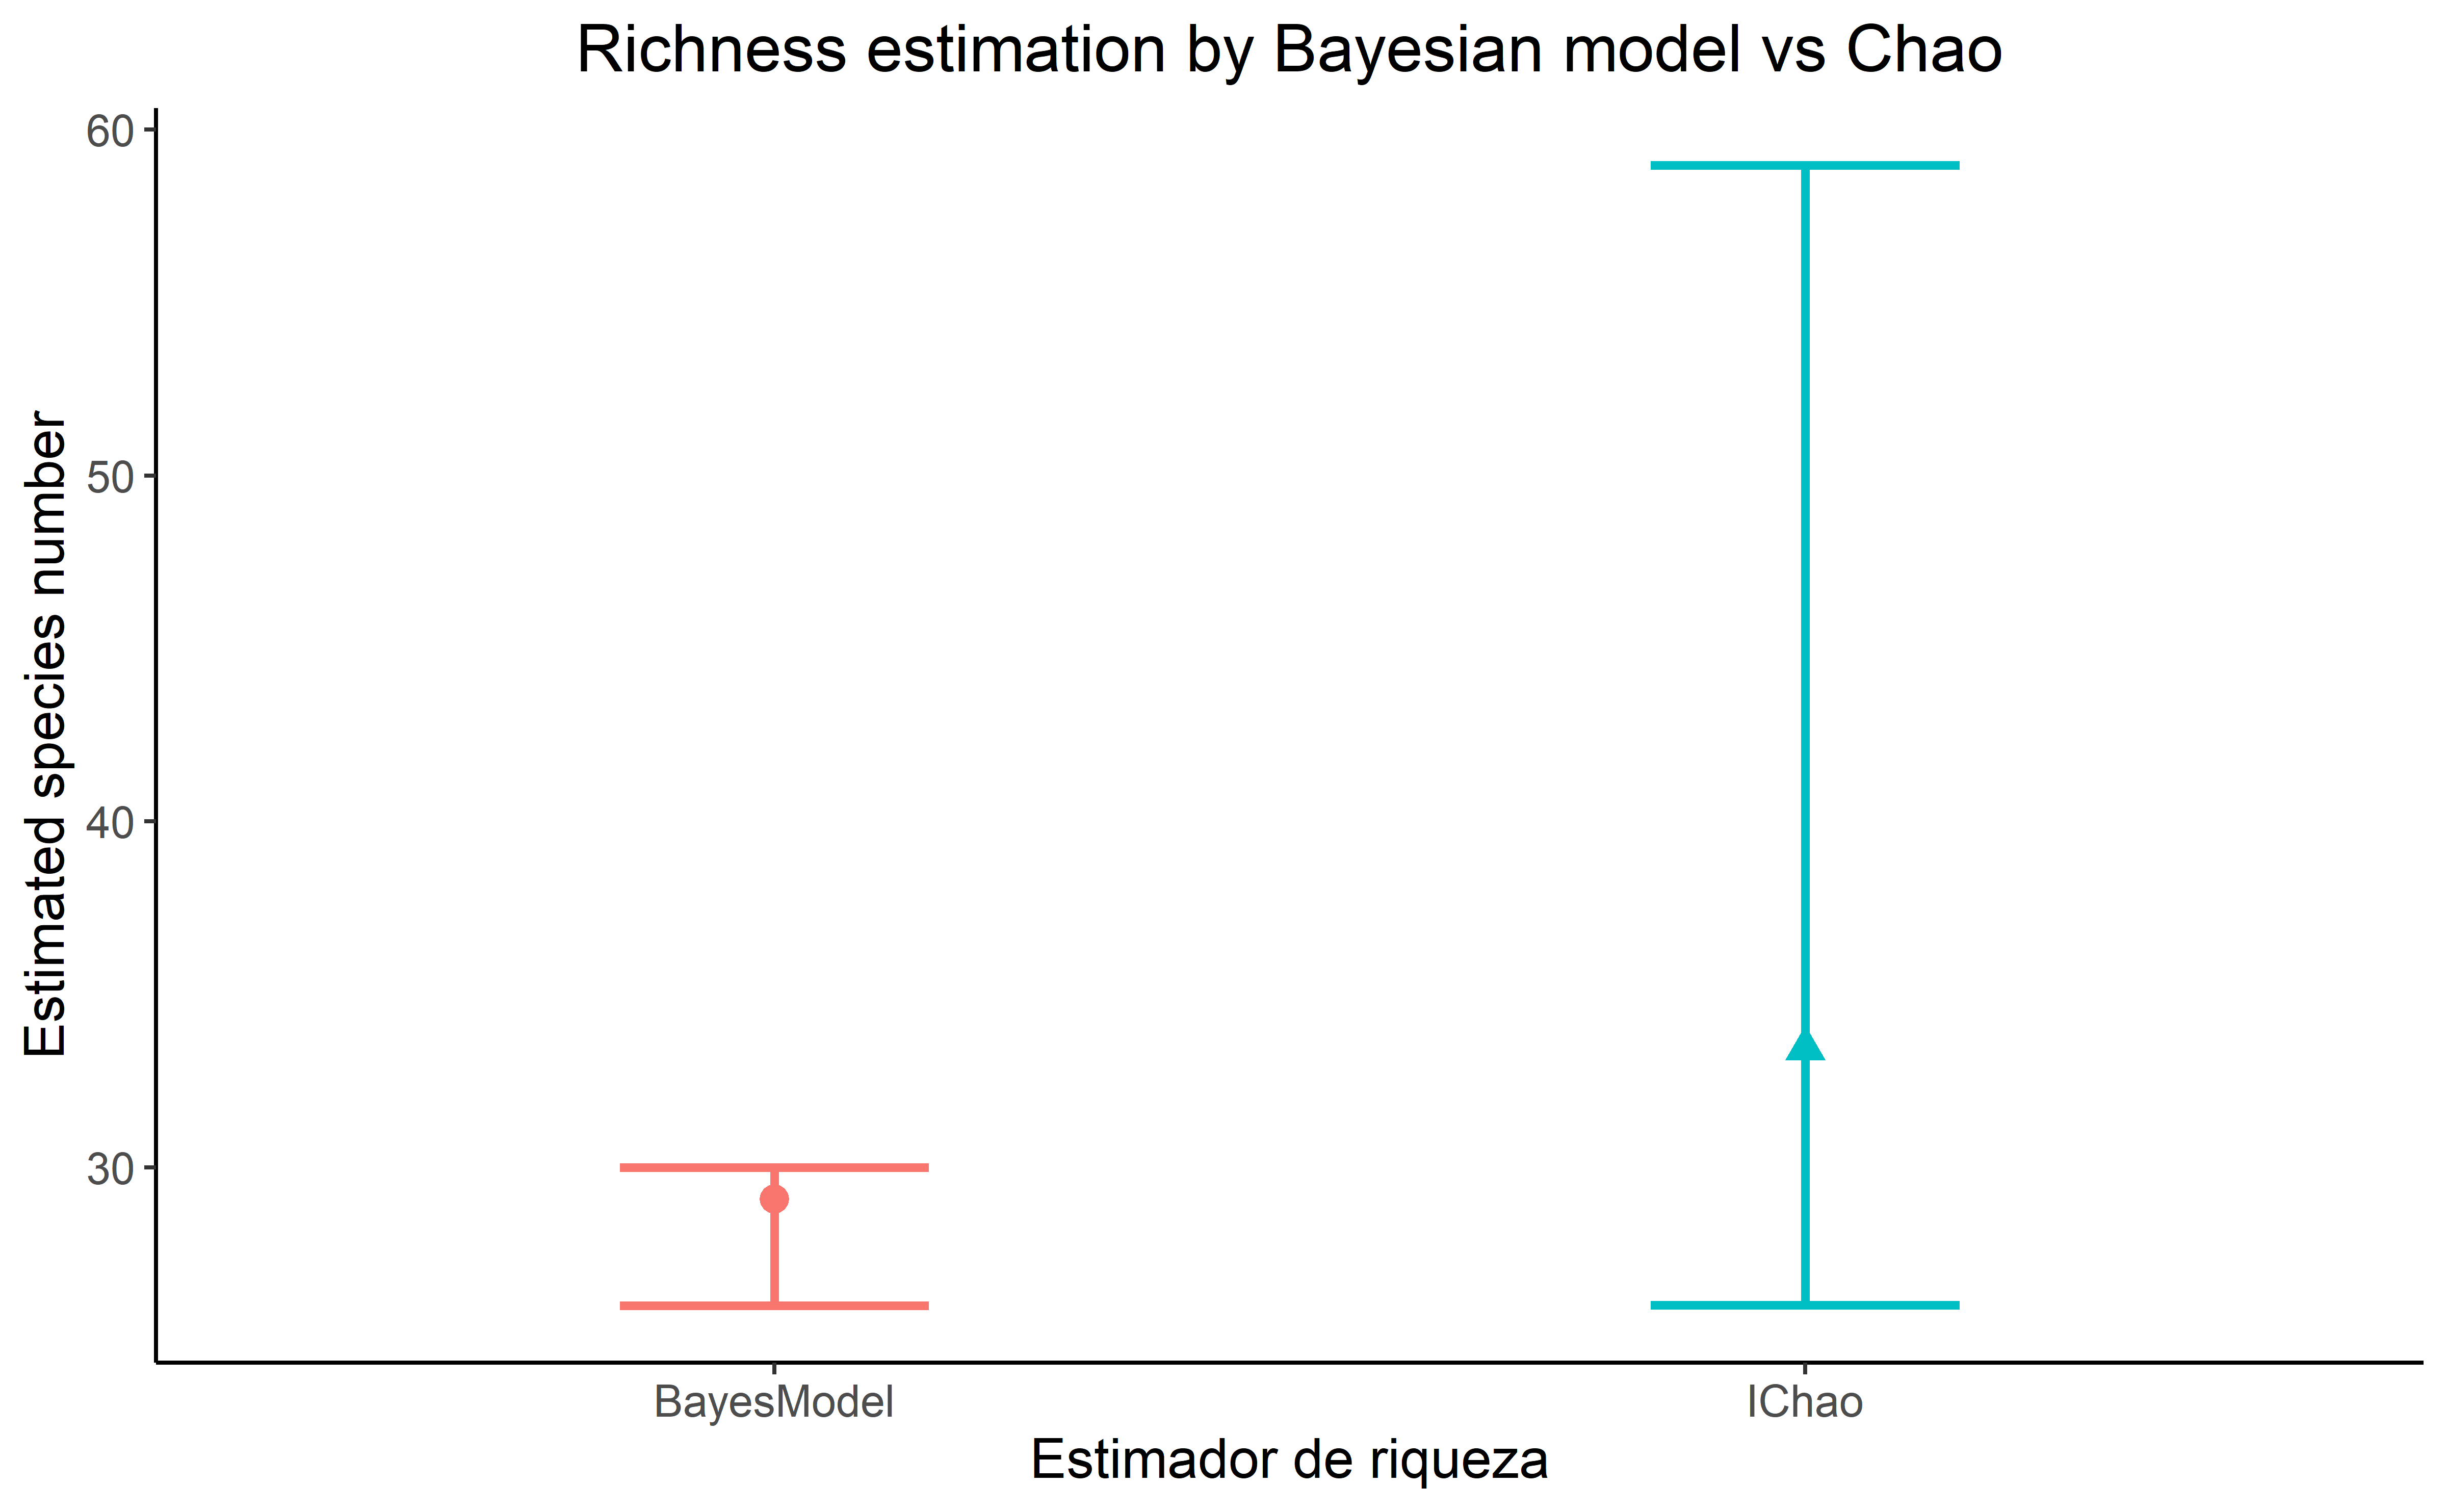 Richness estimation by Bayesian model vs Chao
Estimated species number
60
50
40
30
BayesModel
IChao
Estimador de riqueza